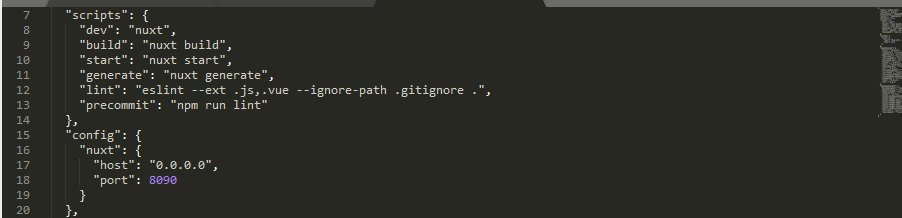 7 "scripts": {
8 "dev": "nuxt",
9 "build": "nuxt build",
10 "start": "nuxt start",
11 "generate": "nuxt generate",
12 "lint": "eslint --ext .js,.vue --ignore-path .gitignore .",
13 "precommit": "npm run lint"
14 },
15 "config": {
16 "nuxt": {
17 "host": "0.0.0.0",
18 "port": 8090
19 }
20 },